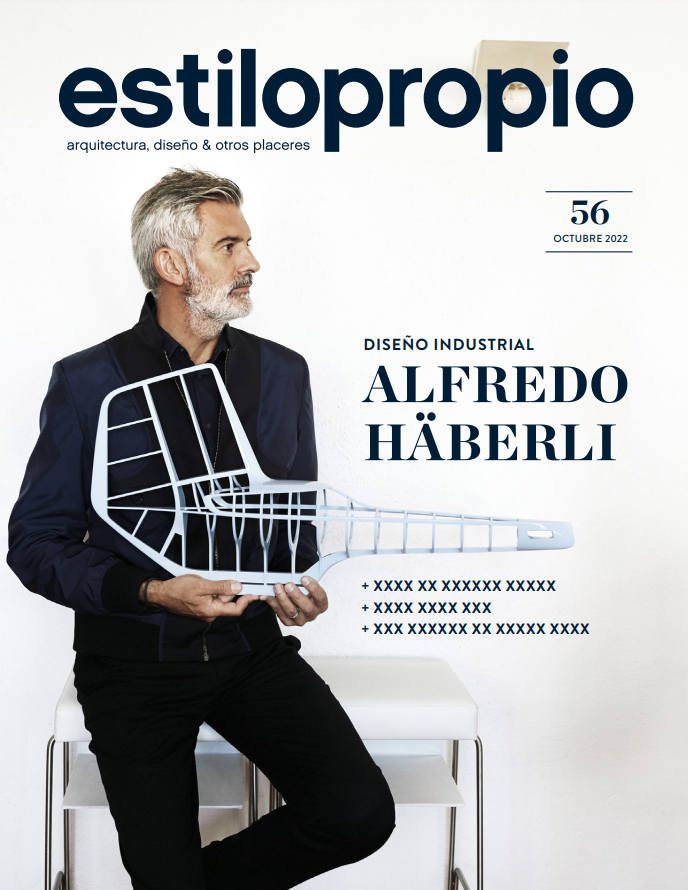 estilopropio
arquitectura, diseño & otros placeres
56
OCTUBRE 2022
DISEÑO INDUSTRIAL
ALFREDO
HÄBERLI
+ XXXX XX XXXXXX XXXXX
+ XXXX XXXX XXX
+ XXX XXXXXX XX XXXXX XXXX